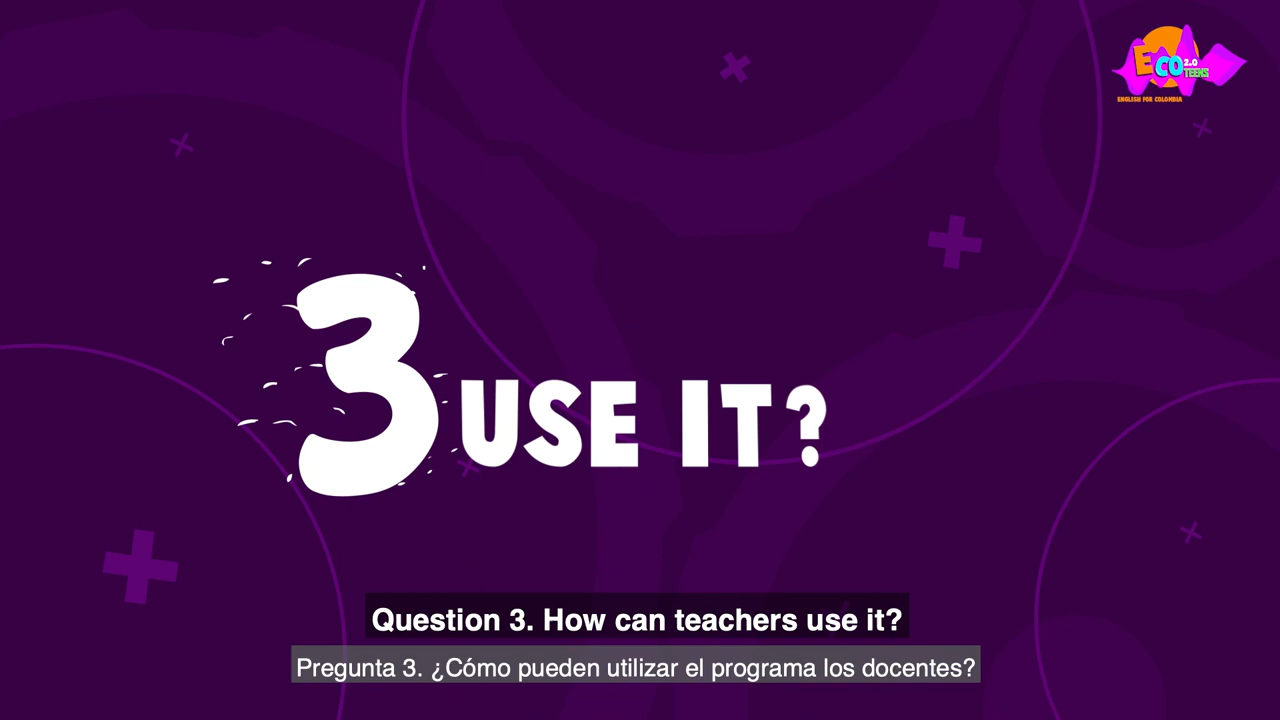 ECO 2.0
TEENS
ENGLISH FOR COLOMBIA
3 USE IT?
Question 3. How can teachers use it?
Pregunta 3. ¿Cómo pueden utilizar el programa los docentes?